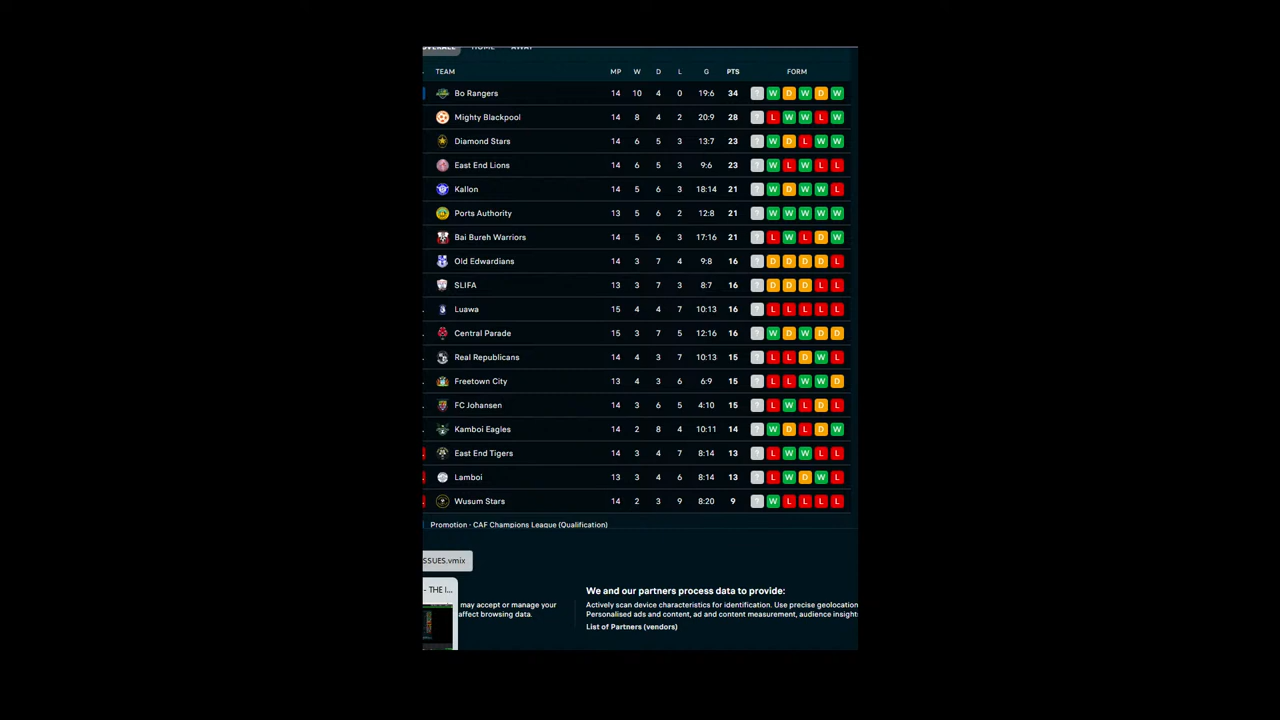 OVERALL HOME AWAY
TEAM MP W D L G PTS FORM
Bo Rangers 14 10 4 0 19:6 34 ? W D W D W
Mighty Blackpool 14 8 4 2 20:9 28 ? L W W L W
Diamond Stars 14 6 5 3 13:7 23 ? W D L W W
East End Lions 14 6 5 3 9:6 23 ? W L W L L
Kallon 14 5 6 3 18:14 21 ? W D W W L
Ports Authority 13 5 6 2 12:8 21 ? W W W W W
Bai Bureh Warriors 14 5 6 3 17:16 21 ? L W L D W
Old Edwardians 14 3 7 4 9:8 16 ? D D D D L
SLIFA 13 3 7 3 8:7 16 ? D D D L L
Luawa 15 4 4 7 10:13 16 ? L L L L L
Central Parade 15 3 7 5 12:16 16 ? W D W D D
Real Republicans 14 4 3 7 10:13 15 ? L L D W L
Freetown City 13 4 3 6 6:9 15 ? L L W W D
FC Johansen 14 3 6 5 4:10 15 ? L W L D L
Kamboi Eagles 14 2 8 4 10:11 14 ? W D L D W
East End Tigers 14 3 4 7 8:14 13 ? L W W L L
Lamboi 13 3 4 6 8:14 13 ? L W D W L
Wusum Stars 14 2 3 9 8:20 9 ? W L L L L
Promotion - CAF Champions League (Qualification)
SSUES.vmix
- THE I...
may accept or manage your
affect browsing data.
We and our partners process data to provide:
Actively scan device characteristics for identification. Use precise geolocation
Personalised ads and content, ad and content measurement, audience insight
List of Partners (vendors)